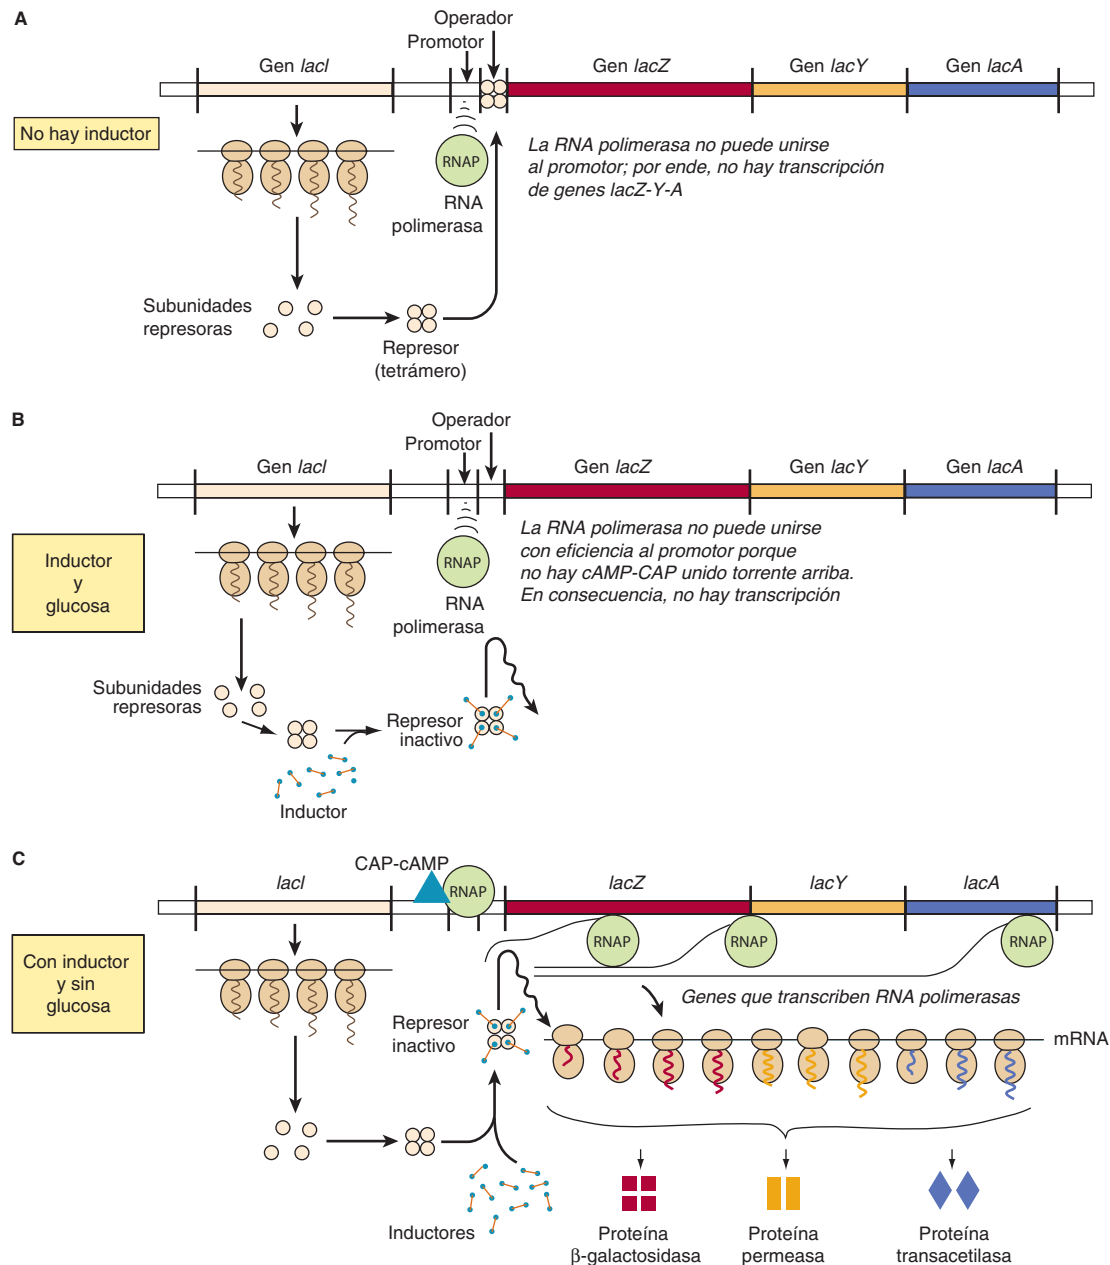 A
Operador
Promotor
Gen lacI
Gen lacZ
Gen lacY
Gen lacA
No hay inductor
RNAP
RNA
polimerasa
La RNA polimerasa no puede unirse
al promotor; por ende, no hay transcripción
de genes lacZ-Y-A
Subunidades
represoras
Represor
(tetrámero)
B
Operador
Promotor
Gen lacI
Gen lacZ
Gen lacY
Gen lacA
Inductor
y
glucosa
RNAP
RNA
polimerasa
La RNA polimerasa no puede unirse
con eficiencia al promotor porque
no hay cAMP-CAP unido torrente arriba.
En consecuencia, no hay transcripción
Subunidades
represoras
Represor
inactivo
Inductor
C
CAP-cAMP
RNAP
lacI
lacZ
lacY
lacA
RNAP
RNAP
RNAP
Con inductor
y sin
glucosa
Genes que transcriben RNA polimerasas
Represor
inactivo
mRNA
Inductores
Proteína
β-galactosidasa
Proteína
permeasa
Proteína
transacetilasa